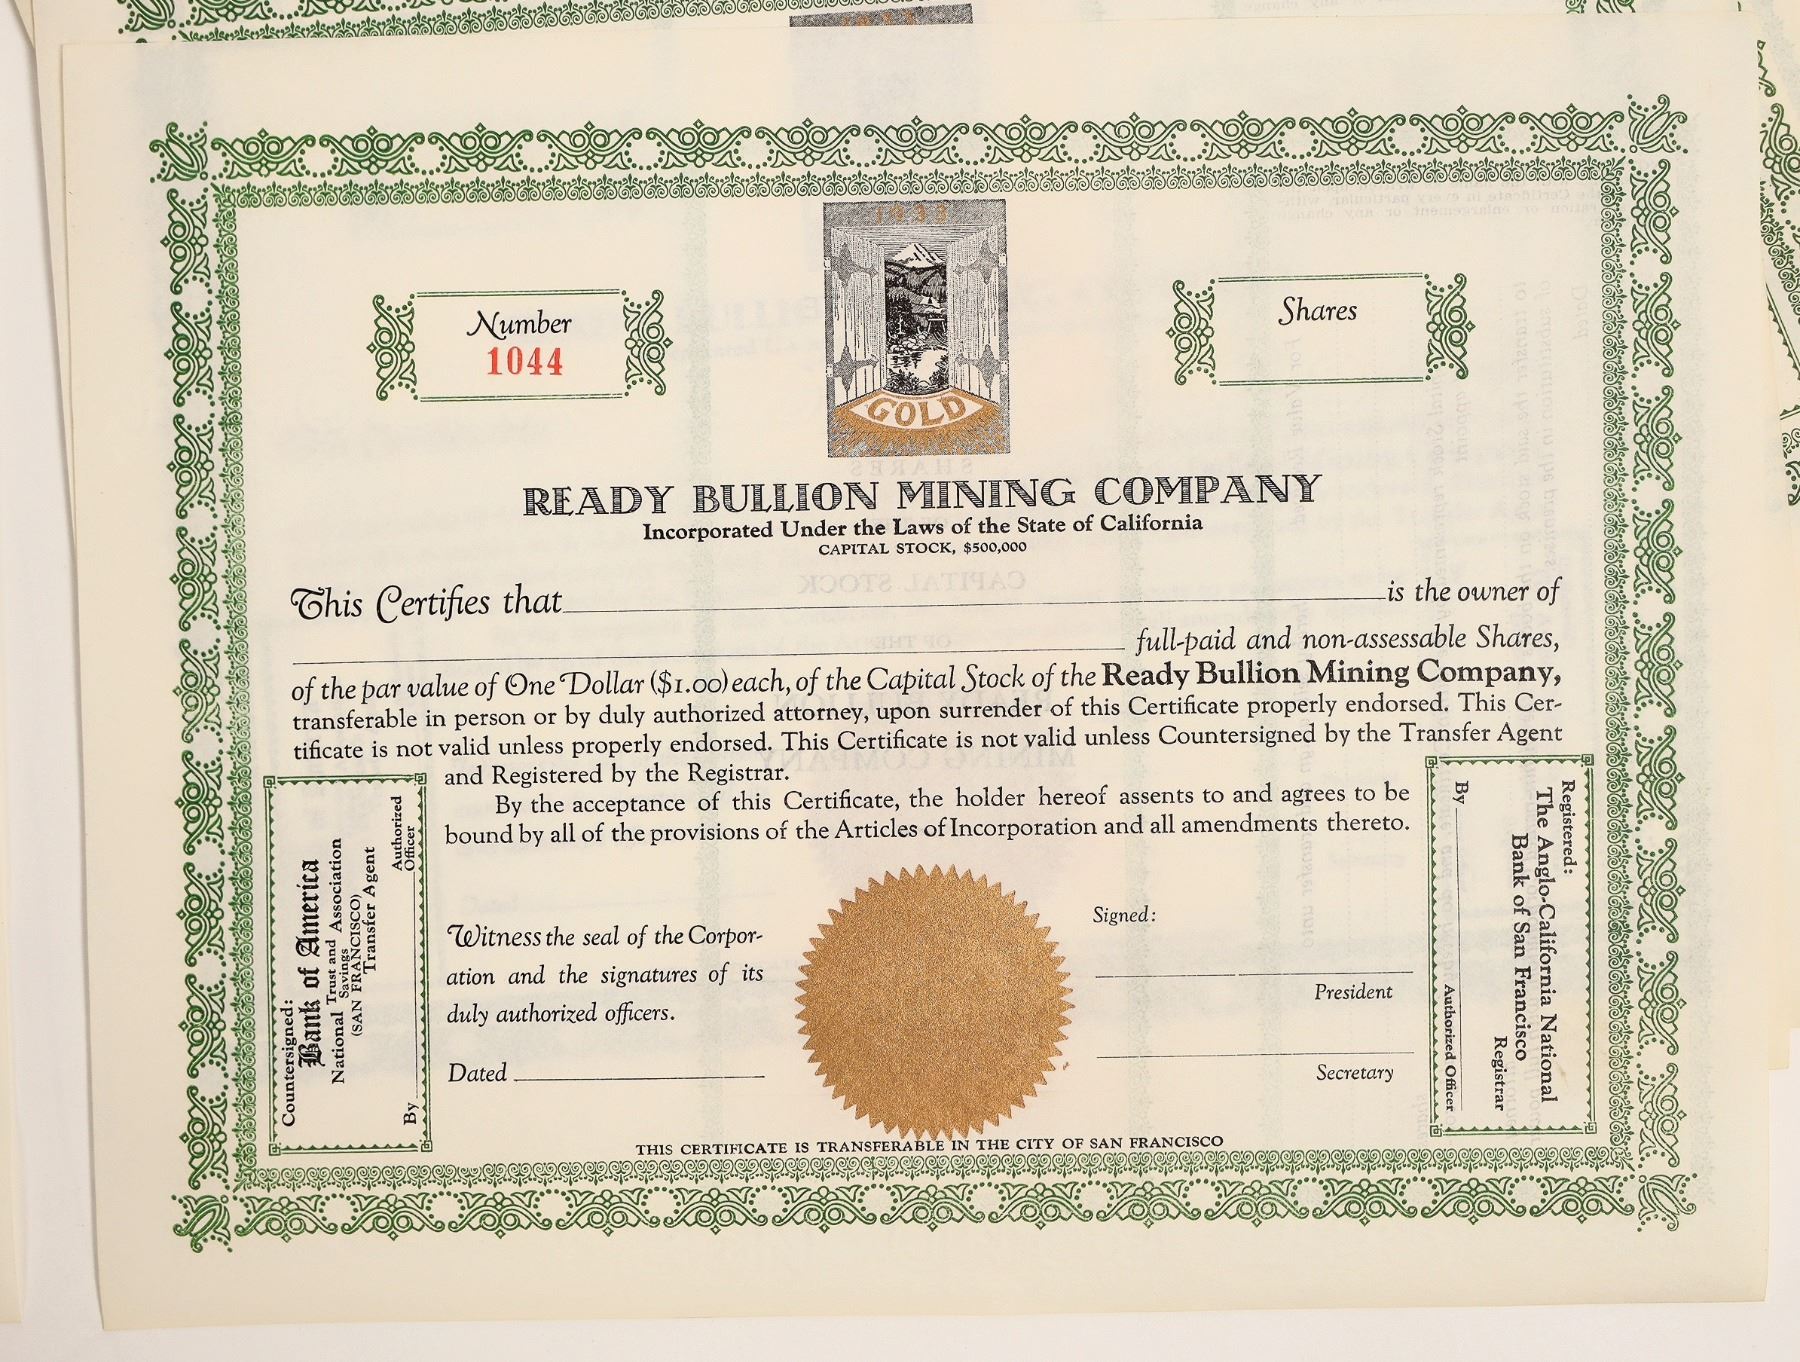 1933
Number
1044
Shares
GOLD
READY BULLION MINING COMPANY
Incorporated Under the Laws of the State of California
CAPITAL STOCK, $500,000
This Certifies that is the owner of
full-paid and non-assessable Shares,
of the par value of One Dollar ($1.00) each, of the Capital Stock of the Ready Bullion Mining Company,
transferable in person or by duly authorized attorney, upon surrender of this Certificate properly endorsed. This Cer-
tificate is not valid unless properly endorsed. This Certificate is not valid unless Countersigned by the Transfer Agent
and Registered by the Registrar.
By the acceptance of this Certificate, the holder hereof assents to and agrees to be
bound by all of the provisions of the Articles of Incorporation and all amendments thereto.
Countersigned:
Bank of America
National Trust and Savings Association
(SAN FRANCISCO)
Transfer Agent
By
Authorized
Officer
Witness the seal of the Corpor-
ation and the signatures of its
duly authorized officers.
Dated
Signed:
President
Secretary
Registered:
The Anglo-California National
Bank of San Francisco
Registrar
By
Authorized Officer
THIS CERTIFICATE IS TRANSFERABLE IN THE CITY OF SAN FRANCISCO